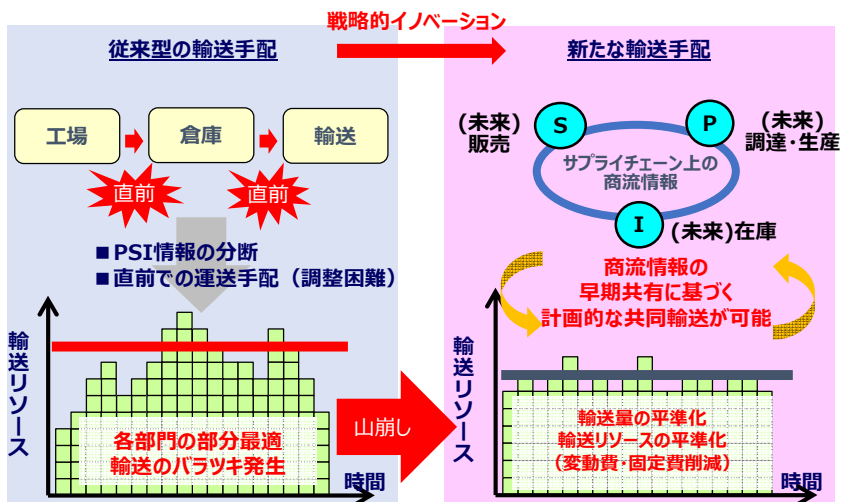 戦略的イノベーション
従来型の輸送手配
工場
倉庫
輸送
直前
直前
■PSI情報の分断
■直前での運送手配（調整困難）
輸送リソース
各部門の部分最適
輸送のバラツキ発生
時間
山崩し
新たな輸送手配
(未来)
販売
S
P
(未来)
調達・生産
サプライチェーン上の
商流情報
I
(未来)在庫
商流情報の
早期共有に基づく
計画的な共同輸送が可能
輸送リソース
輸送量の平準化
輸送リソースの平準化
（変動費・固定費削減）
時間